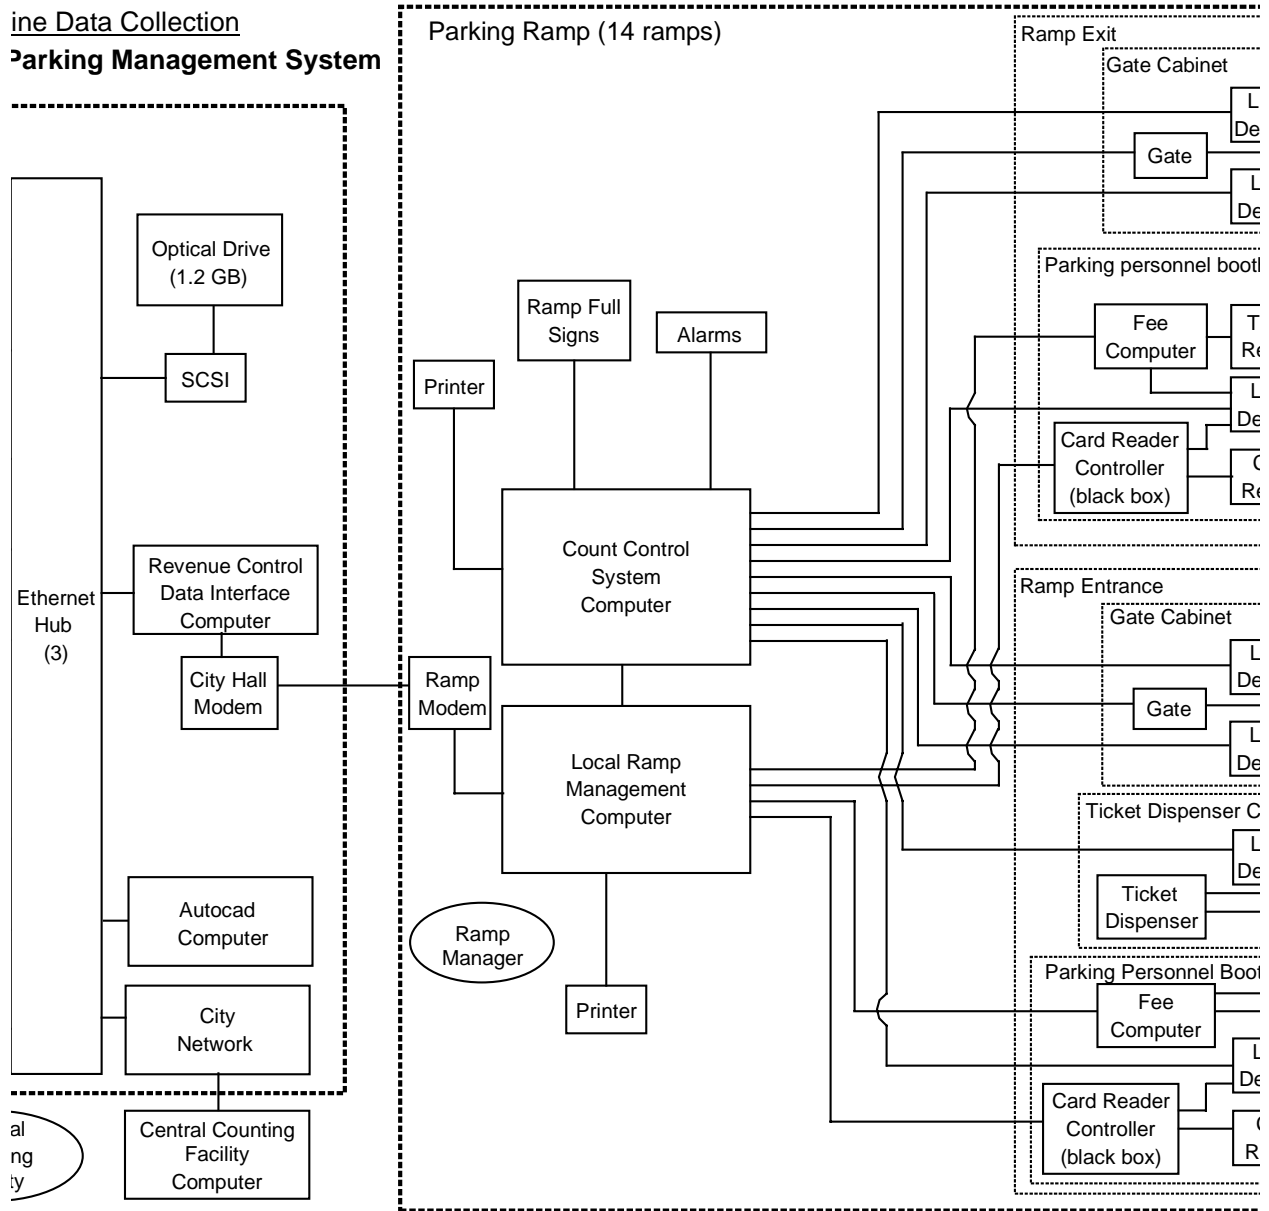 Data Collection
Parking Management System
Optical Drive
(1.2 GB)
SCSI
Ethernet
Hub
(3)
Revenue Control
Data Interface
Computer
City Hall
Modem
Autocad
Computer
City
Network
Central Counting
Facility
Computer
Parking Ramp (14 ramps)
Ramp Full
Signs
Alarms
Printer
Count Control
System
Computer
Ramp
Modem
Local Ramp
Management
Computer
Ramp
Manager
Printer
Ramp Exit
Gate Cabinet
Gate
Parking personnel
Fee
Computer
Card Reader
Controller
(black box)
Ramp Entrance
Gate Cabinet
Gate
Ticket Dispenser
Ticket
Dispenser
Parking Personnel
Fee
Computer
Card Reader
Controller
(black box)